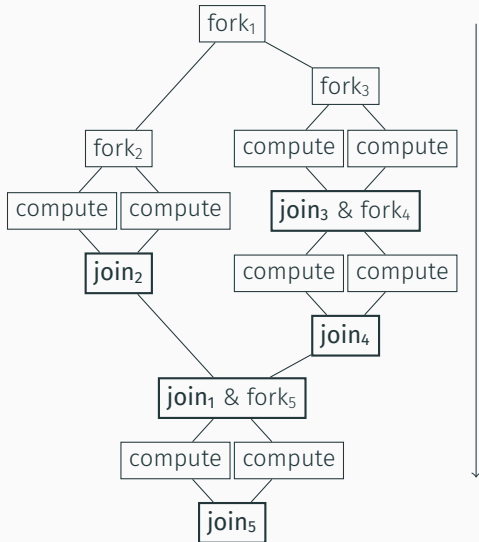 fork₁
fork₃
compute compute
fork₂
compute compute
join₃ & fork₄
join₂
compute compute
join₄
join₁ & fork₅
compute compute
join₅